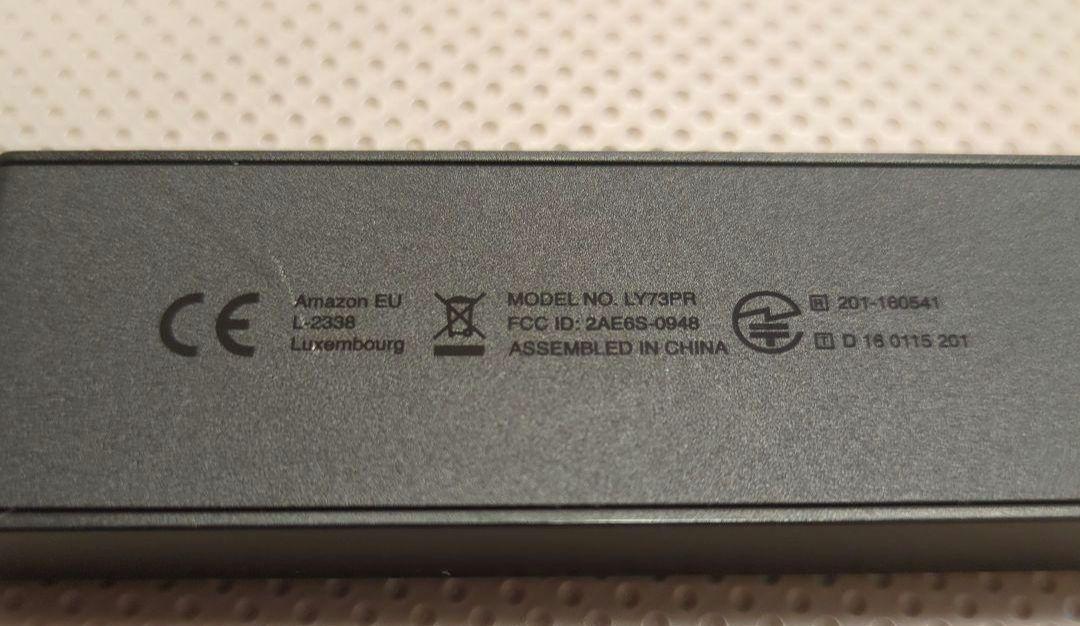 CE
Amazon EU
L-2338
Luxembourg
MODEL NO. LY73PR
FCC ID: 2AE6S-0948
ASSEMBLED IN CHINA
R 201-160541
T D 16 0115 201